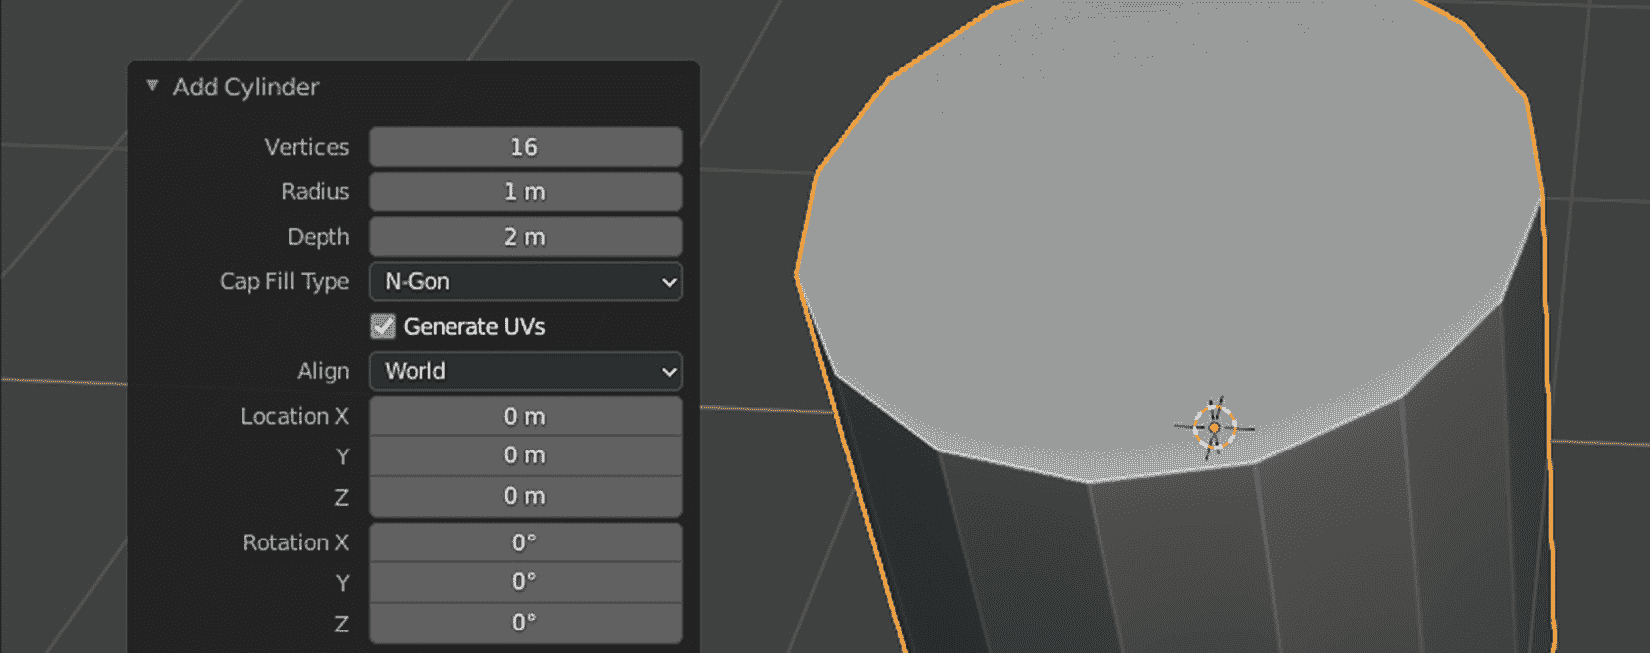 Add Cylinder
Vertices 16
Radius 1 m
Depth 2 m
Cap Fill Type N-Gon
Generate UVs
Align World
Location X 0 m
Y 0 m
Z 0 m
Rotation X 0°
Y 0°
Z 0°